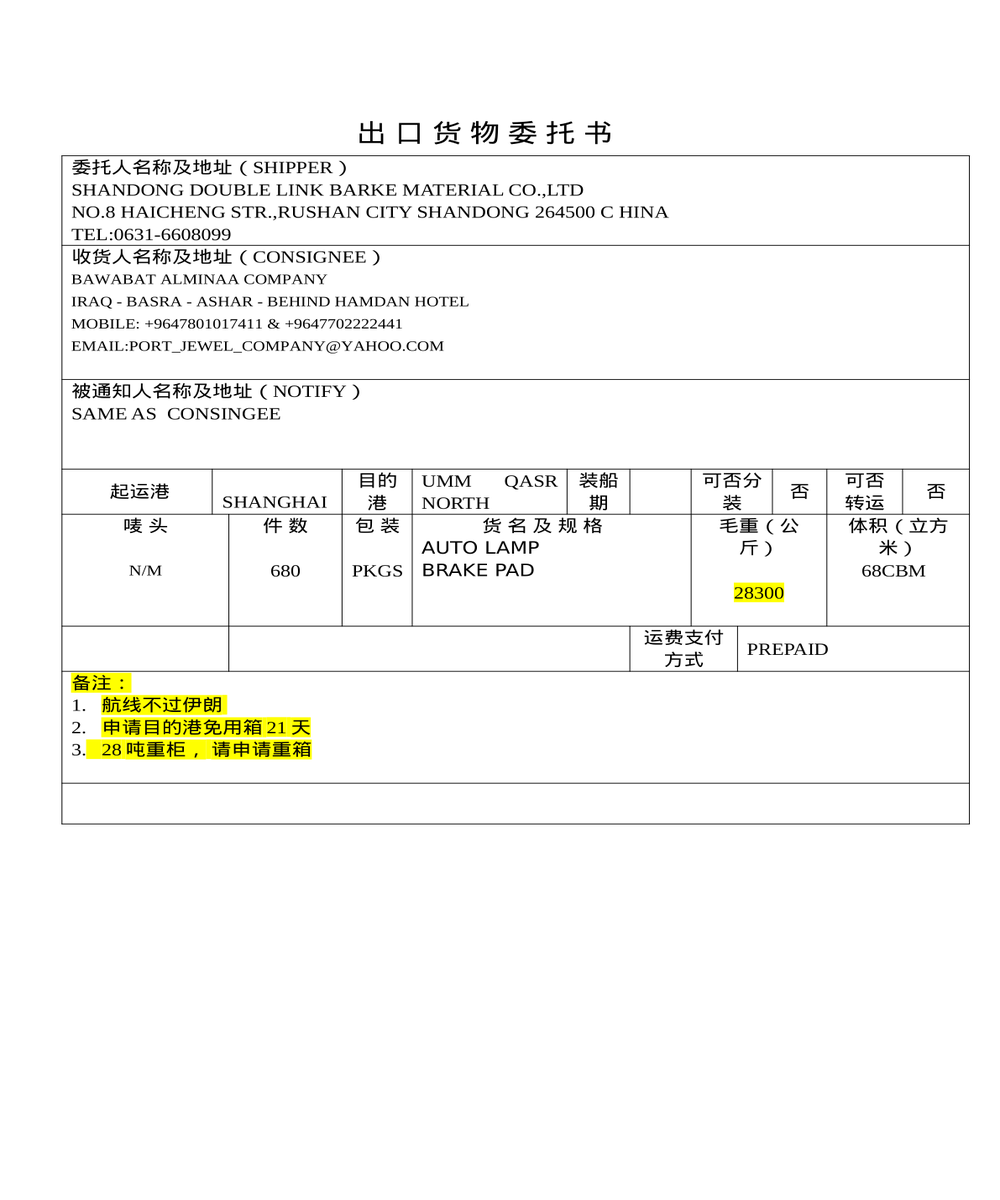 出口货物委托书
委托人名称及地址（SHIPPER）
SHANDONG DOUBLE LINK BARKE MATERIAL CO.,LTD
NO.8 HAICHENG STR.,RUSHAN CITY SHANDONG 264500 C HINA
TEL:0631-6608099
收货人名称及地址（CONSIGNEE）
BAWABAT ALMINAA COMPANY
IRAQ - BASRA - ASHAR - BEHIND HAMDAN HOTEL
MOBILE: +9647801017411 & +9647702222441
EMAIL:PORT_JEWEL_COMPANY@YAHOO.COM
被通知人名称及地址（NOTIFY）
SAME AS CONSINGEE
起运港
SHANGHAI
目的
港
UMM QASR
NORTH
装船
期
可否分
装
否
可否
转运
否
唛头
N/M
件数
680
包装
PKGS
货名及规格
AUTO LAMP
BRAKE PAD
毛重（公
斤）
28300
体积（立方
米）
68CBM
运费支付
方式
PREPAID
备注：
1. 航线不过伊朗
2. 申请目的港免用箱 21 天
3. 28 吨重柜， 请申请重箱